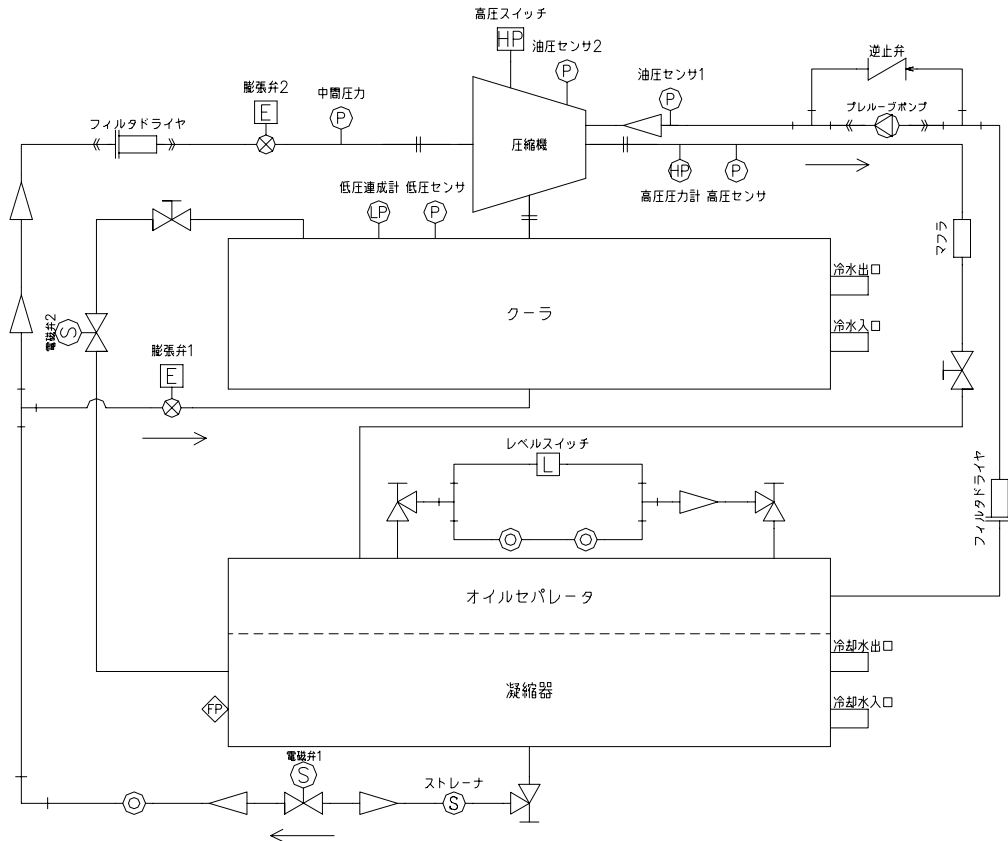 高圧スイッチ
HP
油圧センサ2
P
逆止弁
油圧センサ1
P
膨張弁2
E
中間圧力
P
プレルーブポンプ
フィルタドライヤ
圧縮機
HP
P
高圧圧力計
高圧センサ
低圧連成計
低圧センサ
LP
P
マフラ
冷水出口
クーラ
冷水入口
電磁弁2
S
膨張弁1
E
レベルスイッチ
L
フィルタドライヤ
オイルセパレータ
冷却水出口
凝縮器
冷却水入口
FP
電磁弁1
S
ストレーナ
S